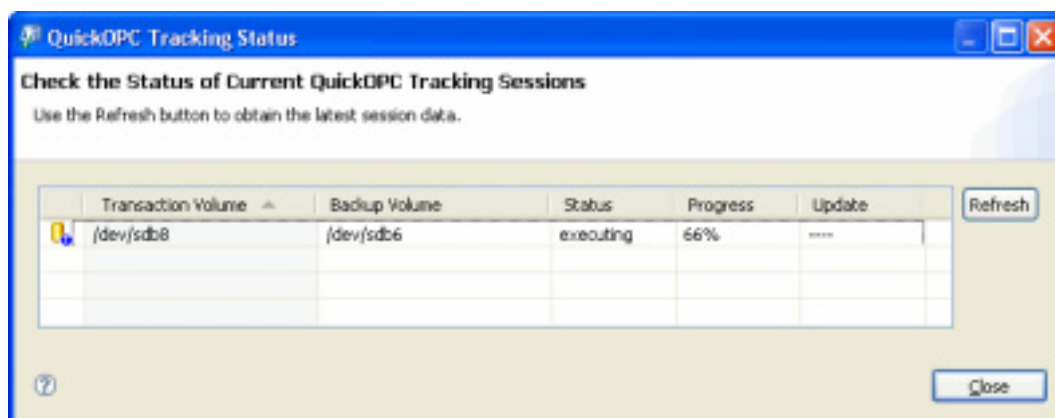 QuickOPC Tracking Status
Check the Status of Current QuickOPC Tracking Sessions
Use the Refresh button to obtain the latest session data.
Transaction Volume Backup Volume Status Progress Update Refresh
/dev/sdb8 /dev/sdb6 executing 66% ----
Close